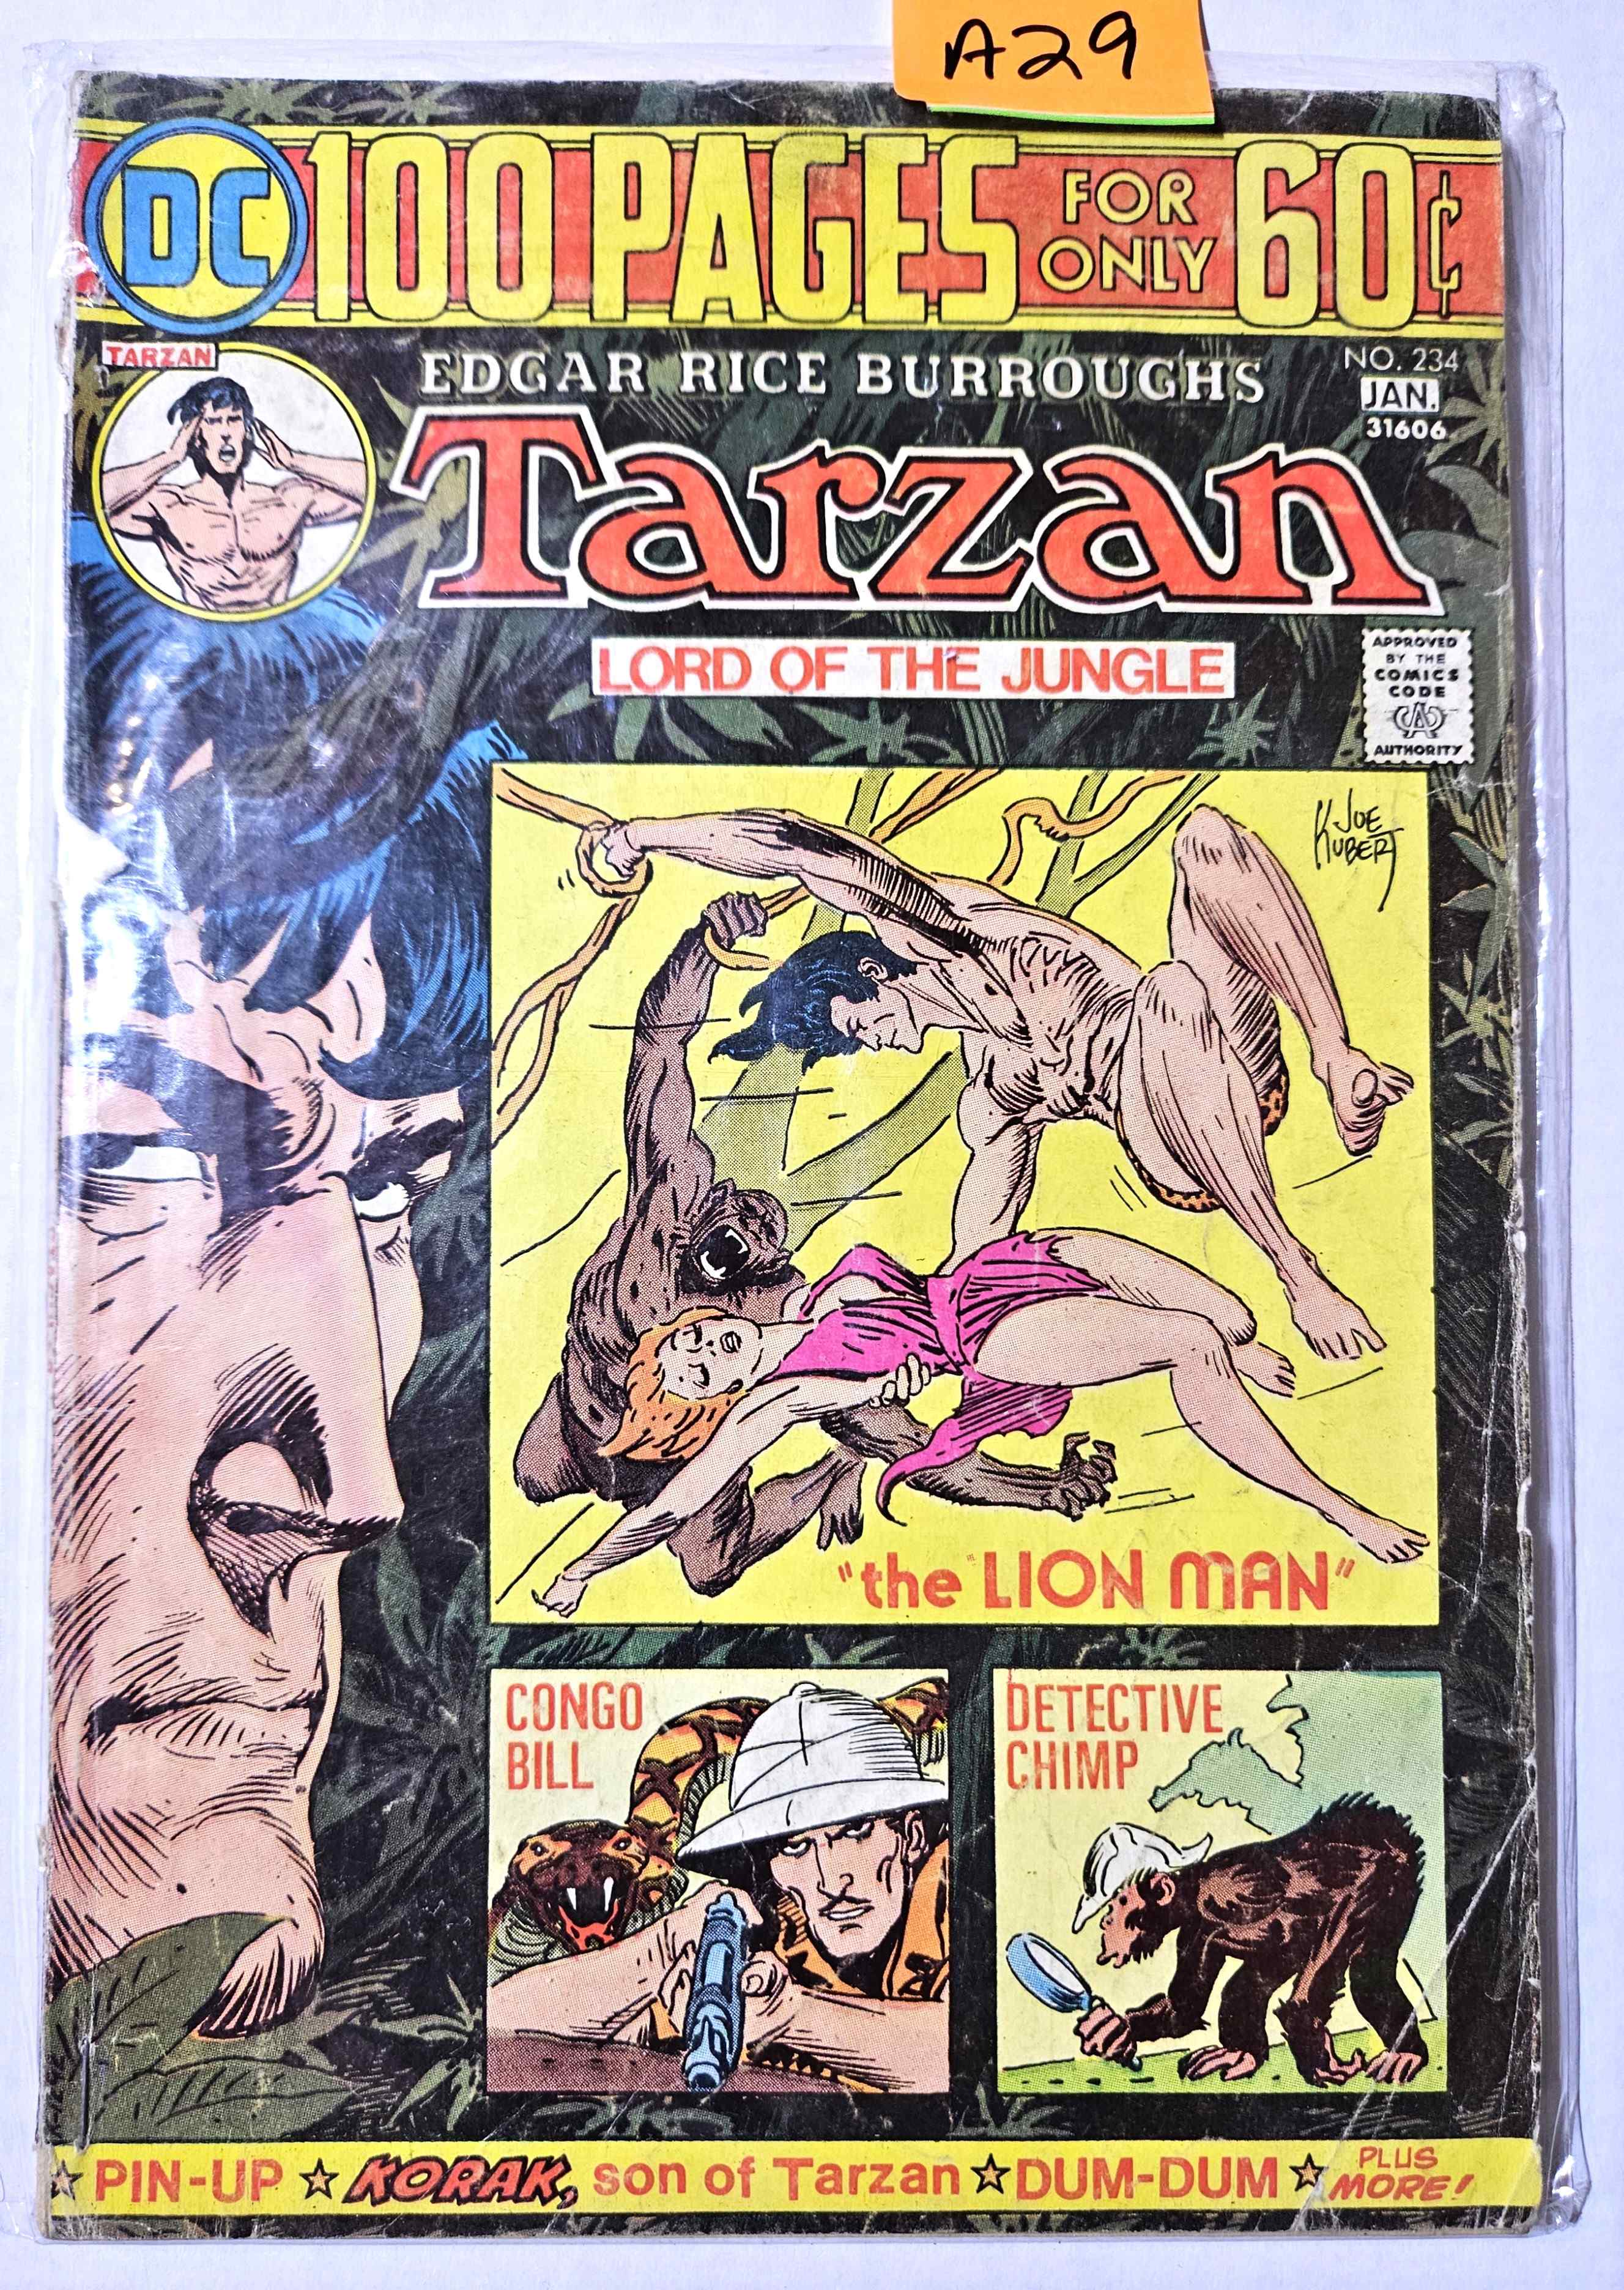 A29
DC 100 PAGES FOR ONLY 60¢
TARZAN
EDGAR RICE BURROUGHS
NO. 234
JAN.
31606
Tarzan
LORD OF THE JUNGLE
APPROVED
BY THE
COMICS
CODE
CA
AUTHORITY
JOE
KUBERT
"the LION MAN"
CONGO
BILL
DETECTIVE
CHIMP
☆ PIN-UP ☆ KORAK, son of Tarzan ☆ DUM-DUM ☆ PLUS MORE!